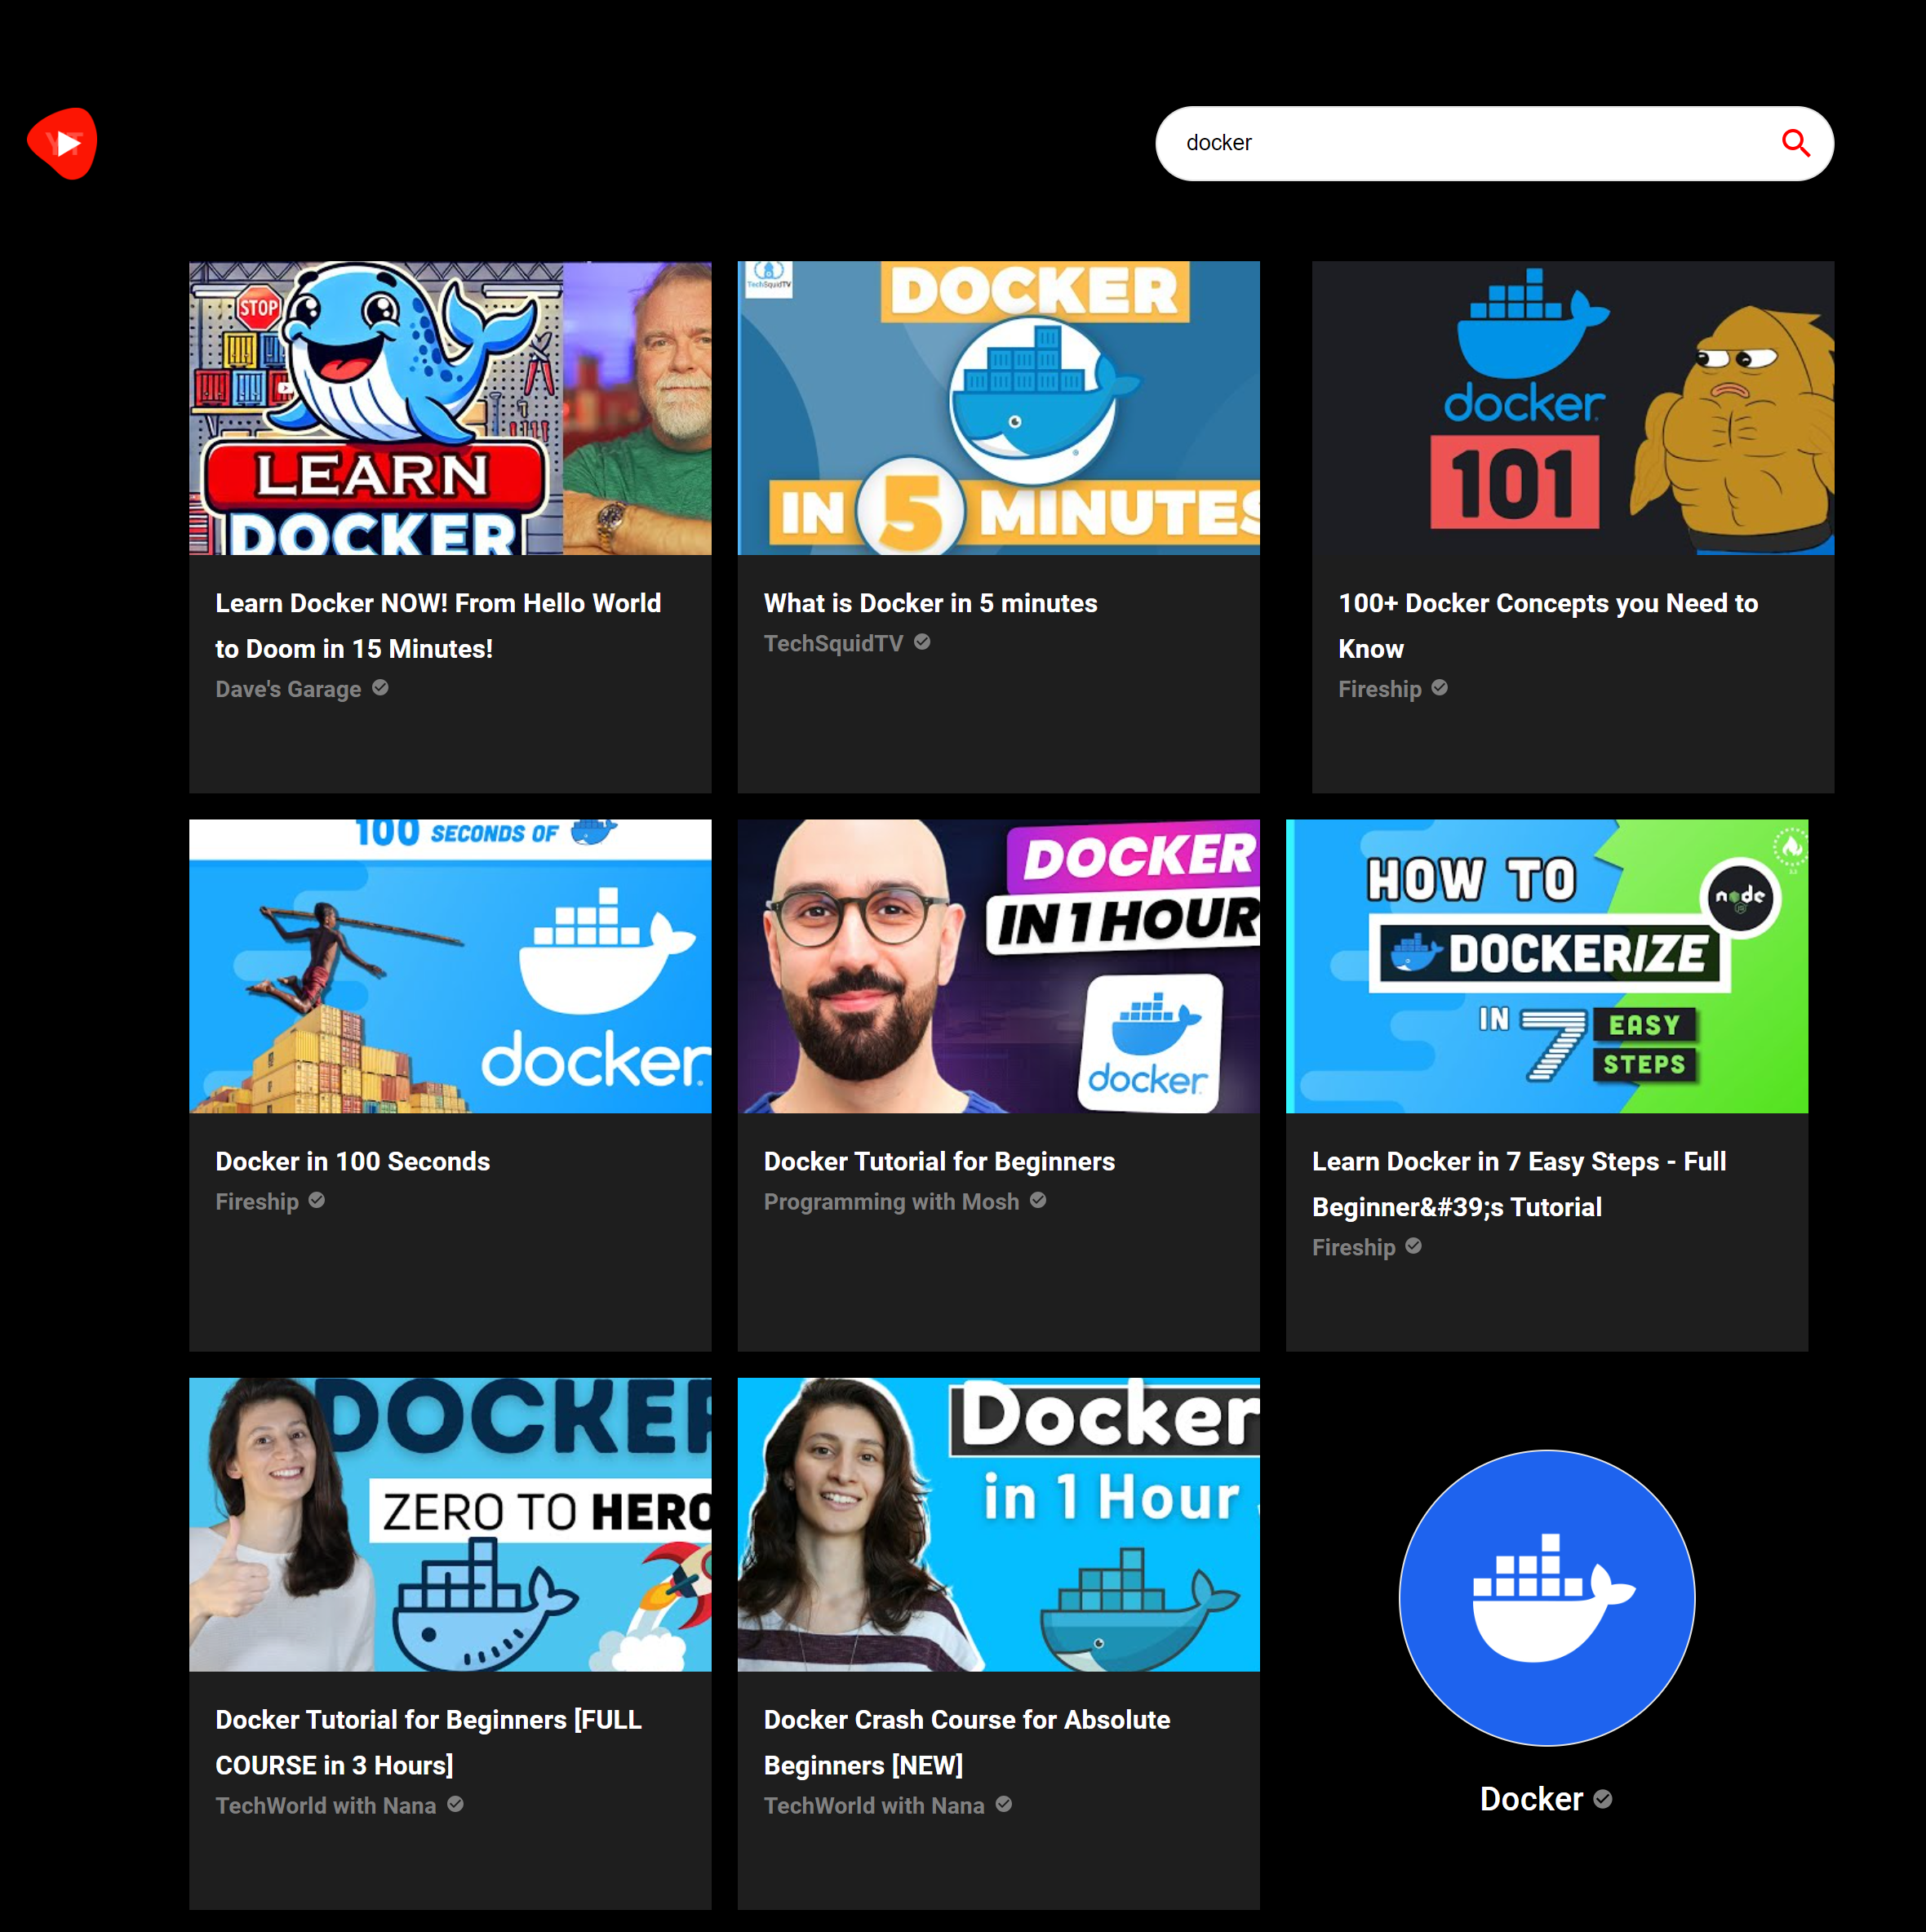 YT
docker
STOP
LEARN
DOCKER
TechSquidTV
DOCKER
IN 5 MINUTES
docker
101
Learn Docker NOW! From Hello World
to Doom in 15 Minutes!
Dave's Garage
What is Docker in 5 minutes
TechSquidTV
100+ Docker Concepts you Need to
Know
Fireship
100 SECONDS OF
docker
DOCKER
IN 1 HOUR
docker
HOW TO
node
DOCKERIZE
IN 7 EASY
STEPS
Docker in 100 Seconds
Fireship
Docker Tutorial for Beginners
Programming with Mosh
Learn Docker in 7 Easy Steps - Full
Beginner&#39;s Tutorial
Fireship
DOCKER
ZERO TO HERO
Docker
in 1 Hour
Docker Tutorial for Beginners [FULL
COURSE in 3 Hours]
TechWorld with Nana
Docker Crash Course for Absolute
Beginners [NEW]
TechWorld with Nana
Docker